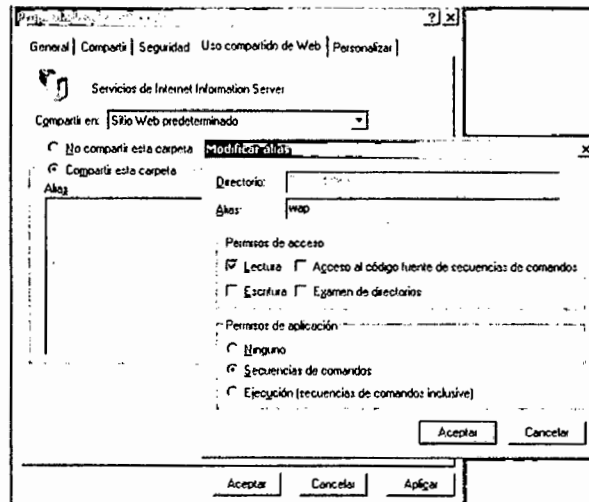 Propiedades
? ×
General Compartir Seguridad Uso compartido de Web Personalizar
Servicios de Internet Information Server
Compartir en: Sitio Web predeterminado
No compartir esta carpeta
Compartir esta carpeta
Alias
Modificar alias ×
Directorio:
Alias: wap
Permisos de acceso
Lectura Acceso al código fuente de secuencias de comandos
Escritura Examen de directorios
Permisos de aplicación
Ninguno
Secuencias de comandos
Ejecución (secuencias de comandos inclusive)
Aceptar Cancelar
Aceptar Cancelar Aplicar